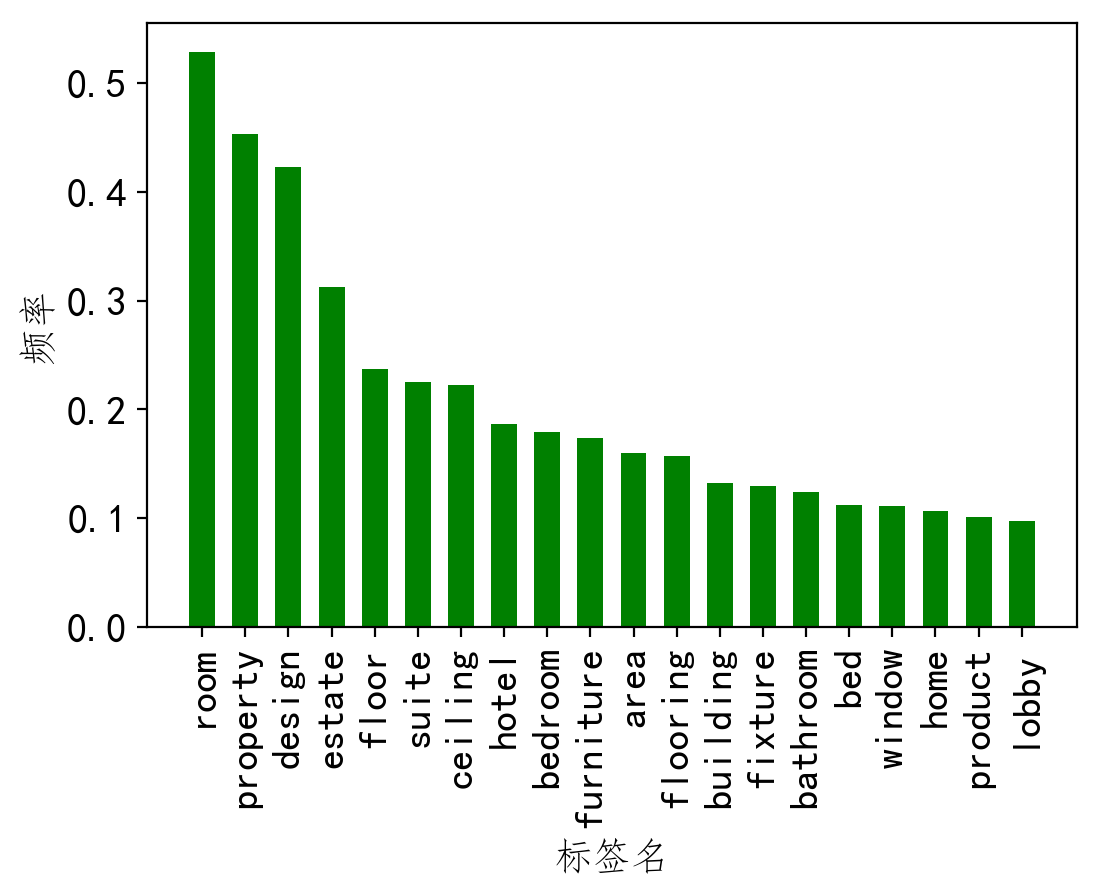 0.5
0.4
0.3
0.2
0.1
0.0
频率
room
property
design
estate
floor
suite
ceiling
hotel
bedroom
furniture
area
flooring
building
fixture
bathroom
bed
window
home
product
lobby
标签名